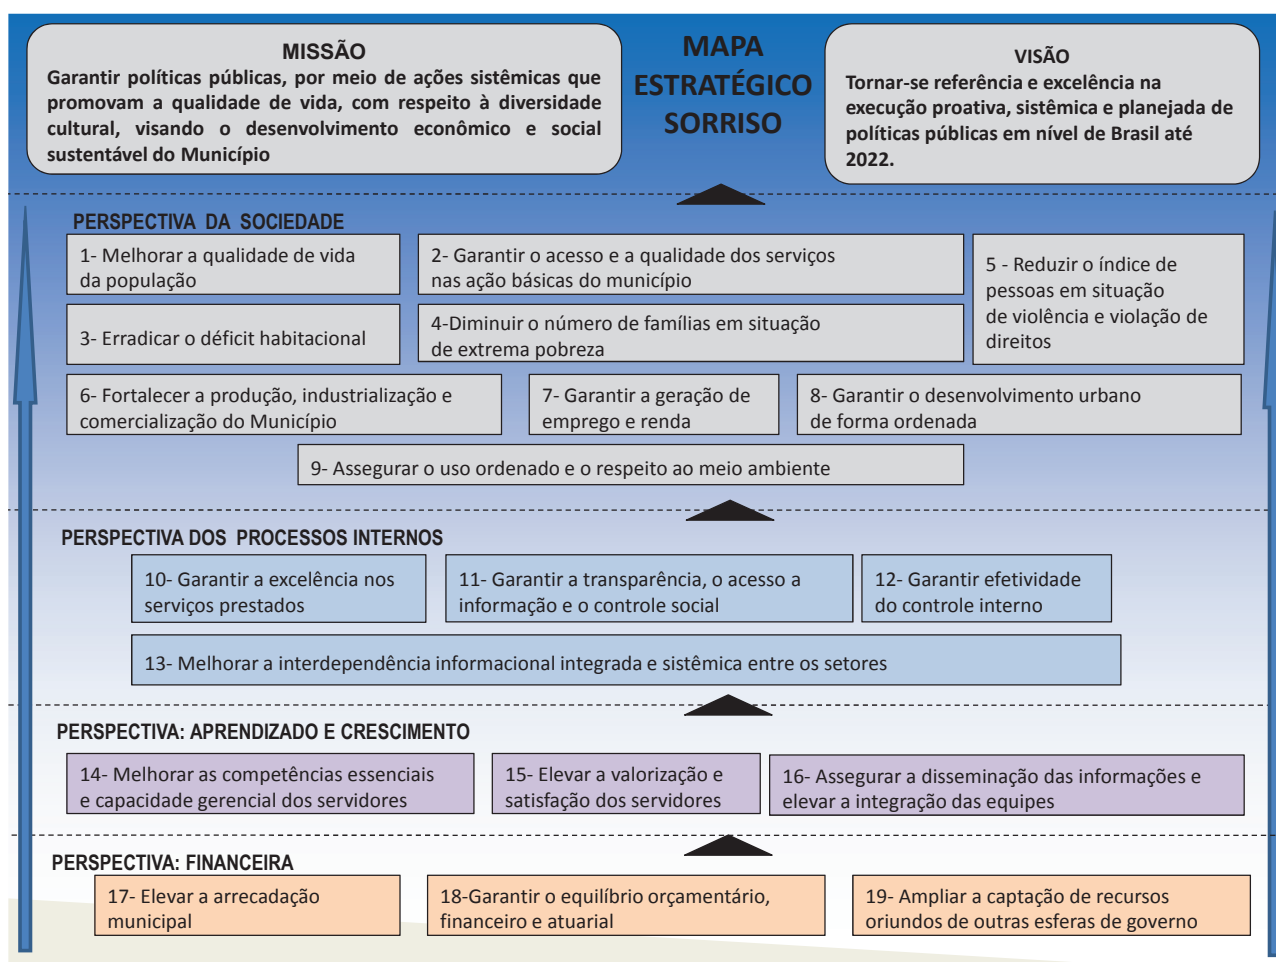 MISSÃO
Garantir políticas públicas, por meio de ações sistêmicas que
promovam a qualidade de vida, com respeito à diversidade
cultural, visando o desenvolvimento econômico e social
sustentável do Município
MAPA
ESTRATÉGICO
SORRISO
VISÃO
Tornar-se referência e excelência na
execução proativa, sistêmica e planejada de
políticas públicas em nível de Brasil até
2022.
PERSPECTIVA DA SOCIEDADE
1- Melhorar a qualidade de vida
da população
2- Garantir o acesso e a qualidade dos serviços
nas ação básicas do município
5 - Reduzir o índice de
pessoas em situação
de violência e violação de
direitos
3- Erradicar o déficit habitacional
4-Diminuir o número de famílias em situação
de extrema pobreza
6- Fortalecer a produção, industrialização e
comercialização do Município
7- Garantir a geração de
emprego e renda
8- Garantir o desenvolvimento urbano
de forma ordenada
9- Assegurar o uso ordenado e o respeito ao meio ambiente
PERSPECTIVA DOS PROCESSOS INTERNOS
10- Garantir a excelência nos
serviços prestados
11- Garantir a transparência, o acesso a
informação e o controle social
12- Garantir efetividade
do controle interno
13- Melhorar a interdependência informacional integrada e sistêmica entre os setores
PERSPECTIVA: APRENDIZADO E CRESCIMENTO
14- Melhorar as competências essenciais
e capacidade gerencial dos servidores
15- Elevar a valorização e
satisfação dos servidores
16- Assegurar a disseminação das informações e
elevar a integração das equipes
PERSPECTIVA: FINANCEIRA
17- Elevar a arrecadação
municipal
18-Garantir o equilíbrio orçamentário,
financeiro e atuarial
19- Ampliar a captação de recursos
oriundos de outras esferas de governo